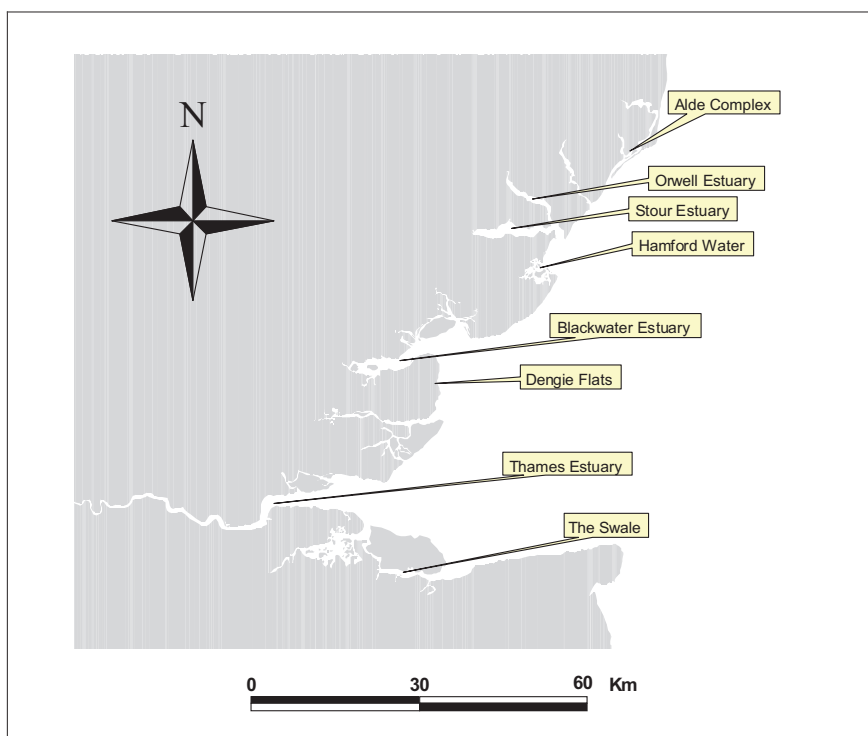 Alde Complex
N
Orwell Estuary
Stour Estuary
Hamford Water
Blackwater Estuary
Dengie Flats
Thames Estuary
The Swale
0 30 60 Km